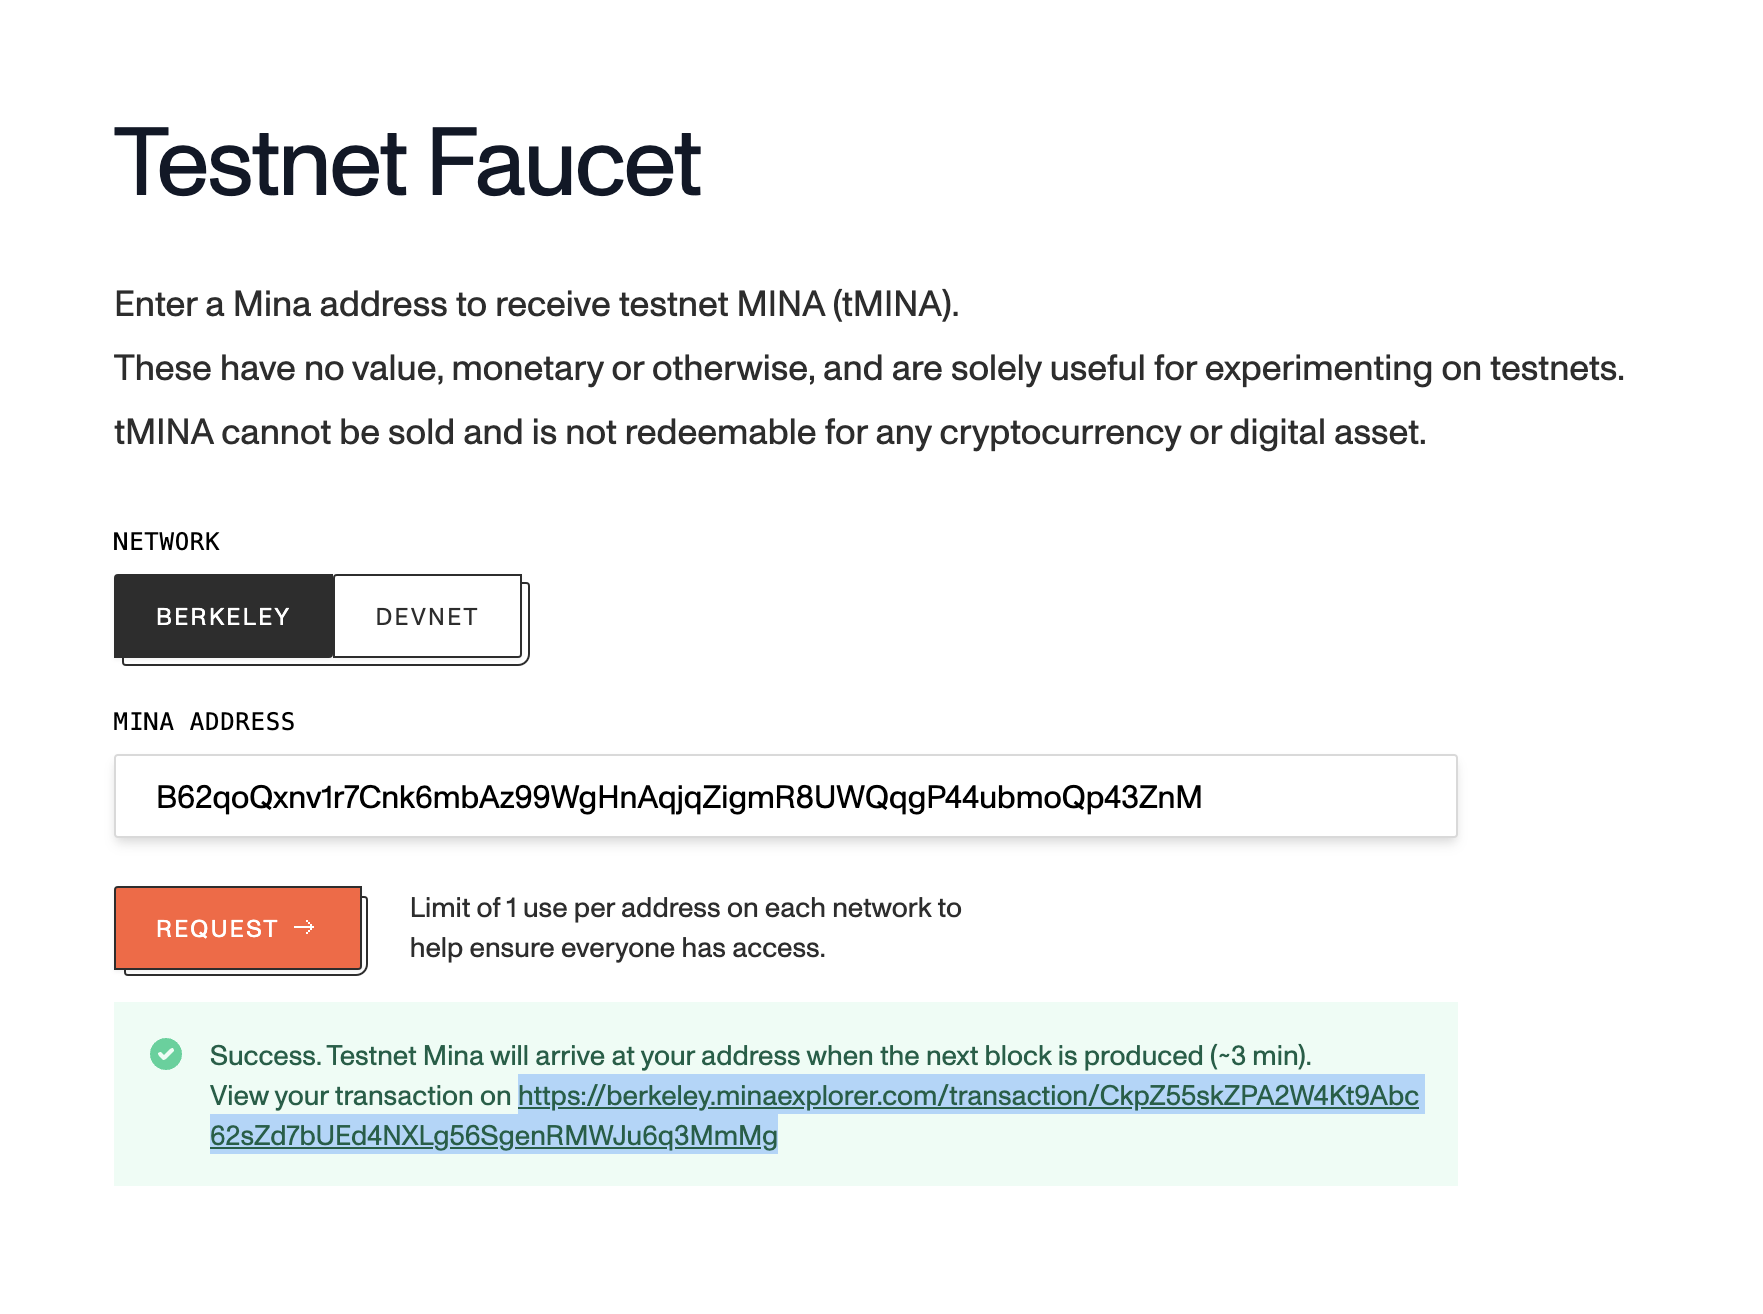 Testnet Faucet
Enter a Mina address to receive testnet MINA (tMINA).
These have no value, monetary or otherwise, and are solely useful for experimenting on testnets.
tMINA cannot be sold and is not redeemable for any cryptocurrency or digital asset.
NETWORK
BERKELEY DEVNET
MINA ADDRESS
B62qoQxnv1r7Cnk6mbAz99WgHnAqjqZigmR8UWQqgP44ubmoQp43ZnM
REQUEST →
Limit of 1 use per address on each network to
help ensure everyone has access.
Success. Testnet Mina will arrive at your address when the next block is produced (~3 min).
View your transaction on https://berkeley.minaexplorer.com/transaction/CkpZ55skZPA2W4Kt9Abc
62sZd7bUEd4NXLg56SgenRMWJu6q3MmMg